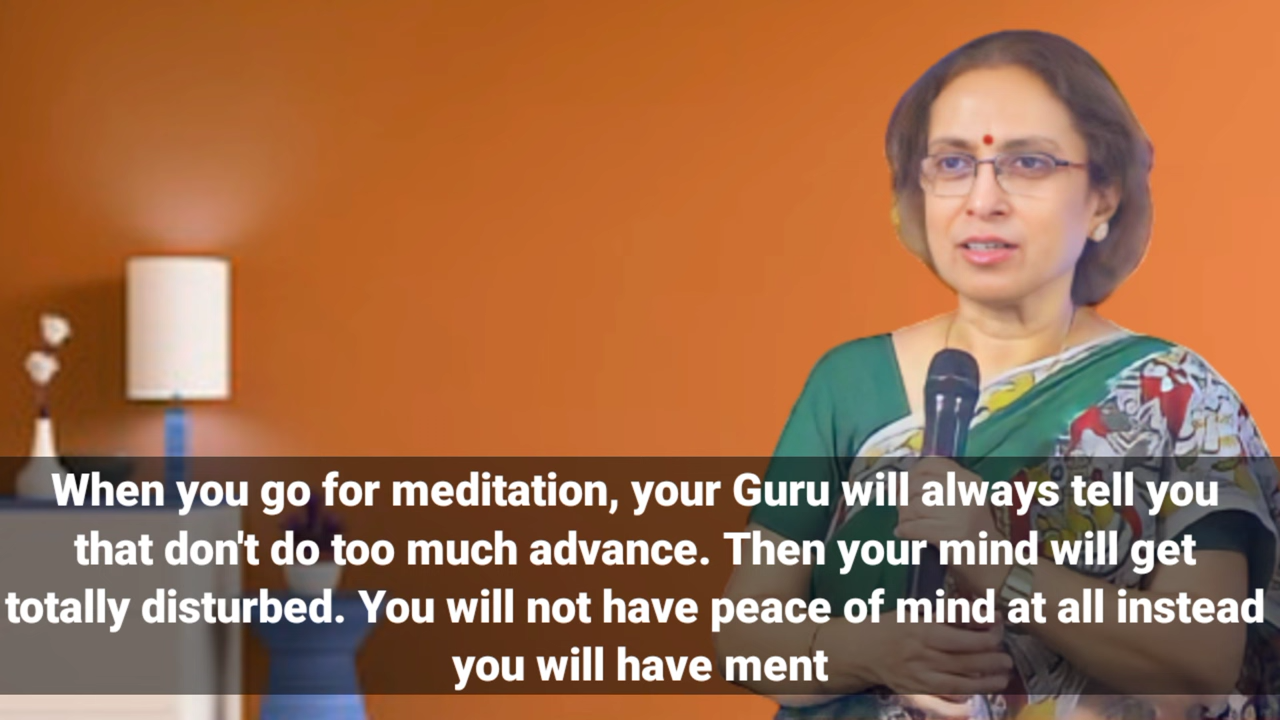 When you go for meditation, your Guru will always tell you
that don't do too much advance. Then your mind will get
totally disturbed. You will not have peace of mind at all instead
you will have ment